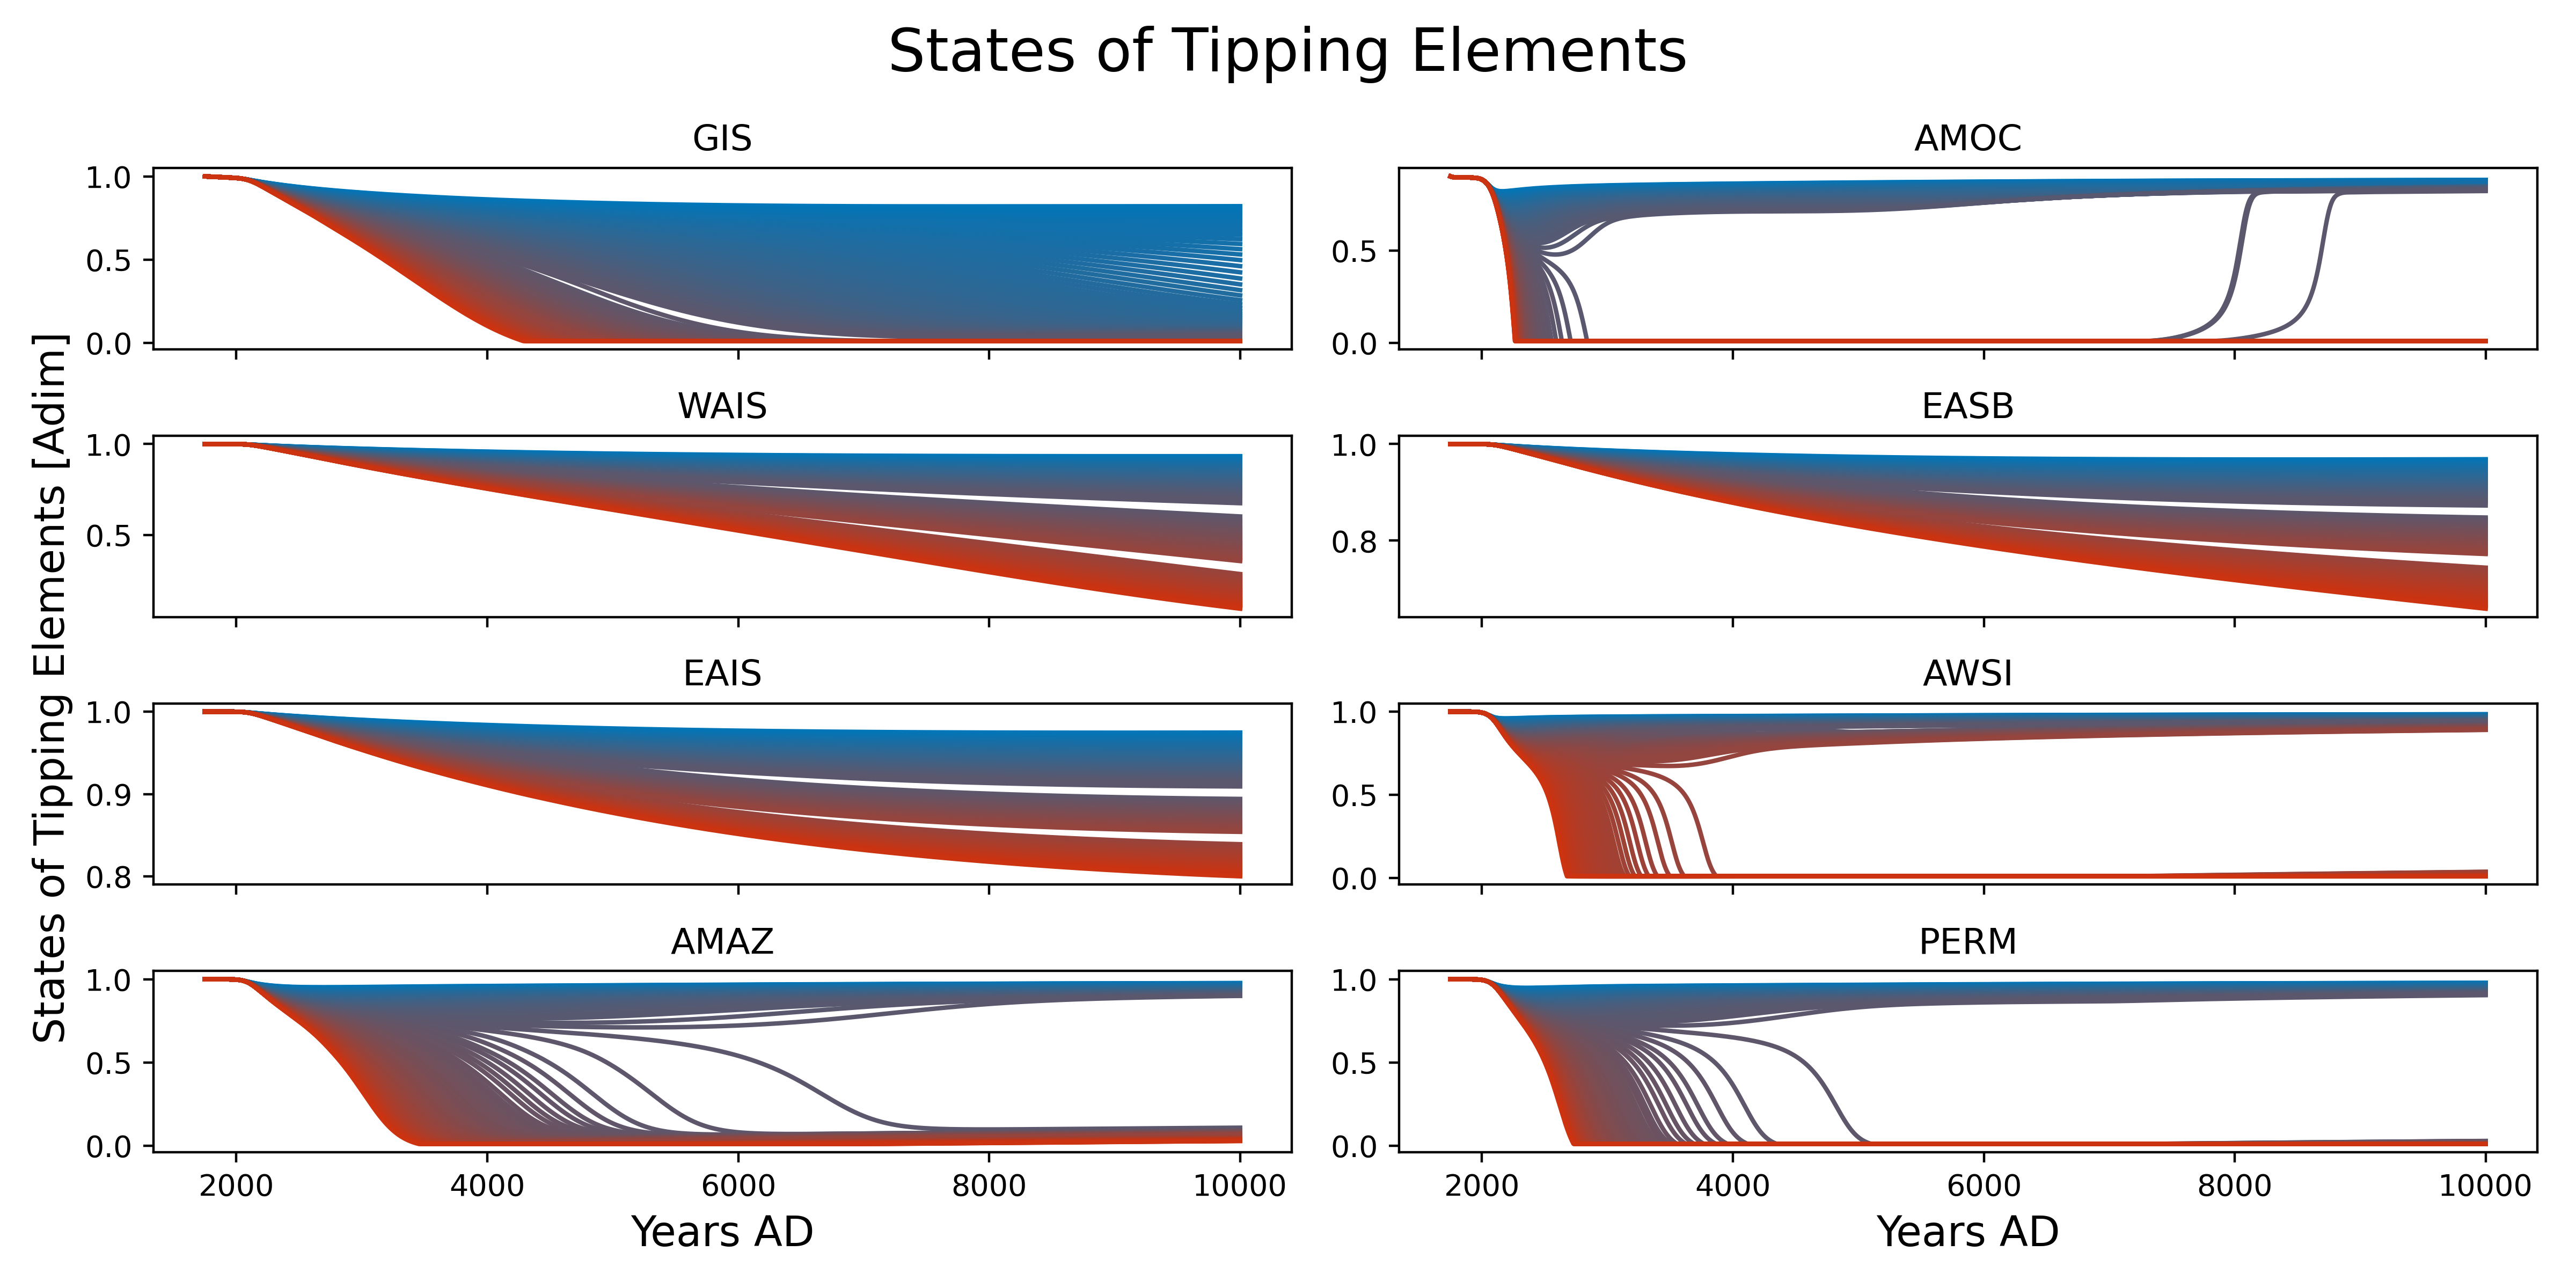 States of Tipping Elements
GIS
AMOC
1.0
0.5
0.0
0.5
0.0
WAIS
EASB
1.0
0.5
1.0
0.8
EAIS
AWSI
1.0
0.9
0.8
1.0
0.5
0.0
AMAZ
PERM
1.0
0.5
0.0
1.0
0.5
0.0
2000 4000 6000 8000 10000
2000 4000 6000 8000 10000
Years AD
Years AD
States of Tipping Elements [Adim]